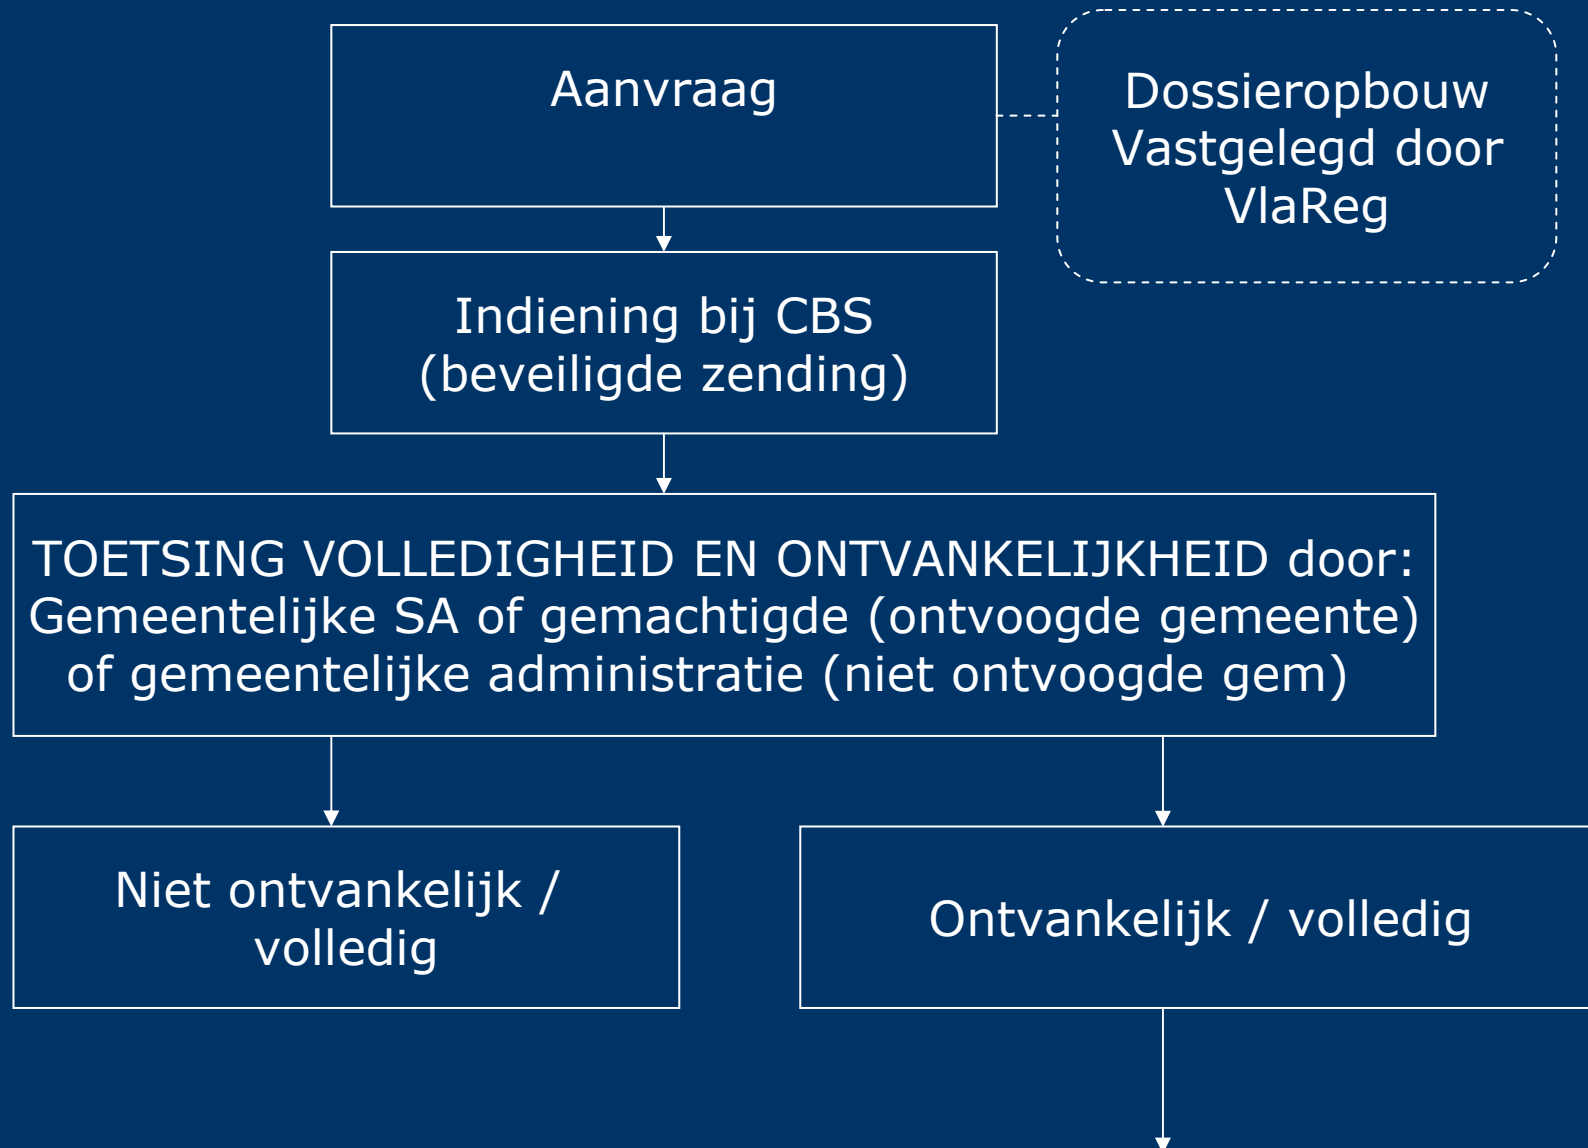 Aanvraag
Dossieropbouw
Vastgelegd door
VlaReg
Indiening bij CBS
(beveiligde zending)
TOETSING VOLLEDIGHEID EN ONTVANKELIJKHEID door:
Gemeentelijke SA of gemachtigde (ontvoogde gemeente)
of gemeentelijke administratie (niet ontvoogde gem)
Niet ontvankelijk /
volledig
Ontvankelijk / volledig